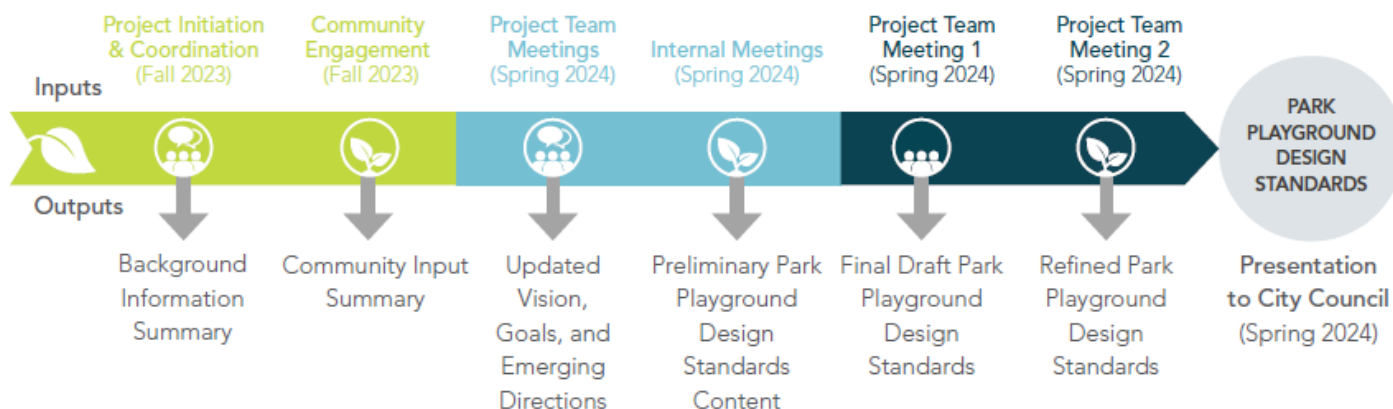 Project Initiation
& Coordination
(Fall 2023)
Community
Engagement
(Fall 2023)
Project Team
Meetings
(Spring 2024)
Internal Meetings
(Spring 2024)
Project Team
Meeting 1
(Spring 2024)
Project Team
Meeting 2
(Spring 2024)
Inputs
PARK
PLAYGROUND
DESIGN
STANDARDS
Outputs
Background
Information
Summary
Community Input
Summary
Updated
Vision,
Goals, and
Emerging
Directions
Preliminary Park
Playground
Design
Standards
Content
Final Draft Park
Playground
Design
Standards
Refined Park
Playground
Design
Standards
Presentation
to City Council
(Spring 2024)